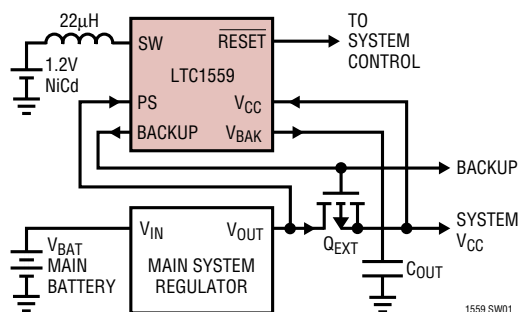 22μH
1.2V
NiCd
SW
RESET
LTC1559
PS
VCC
BACKUP
VBAK
TO
SYSTEM
CONTROL
BACKUP
SYSTEM
VCC
QEXT
COUT
VBAT
MAIN
BATTERY
VIN
VOUT
MAIN SYSTEM
REGULATOR
1559 SW01